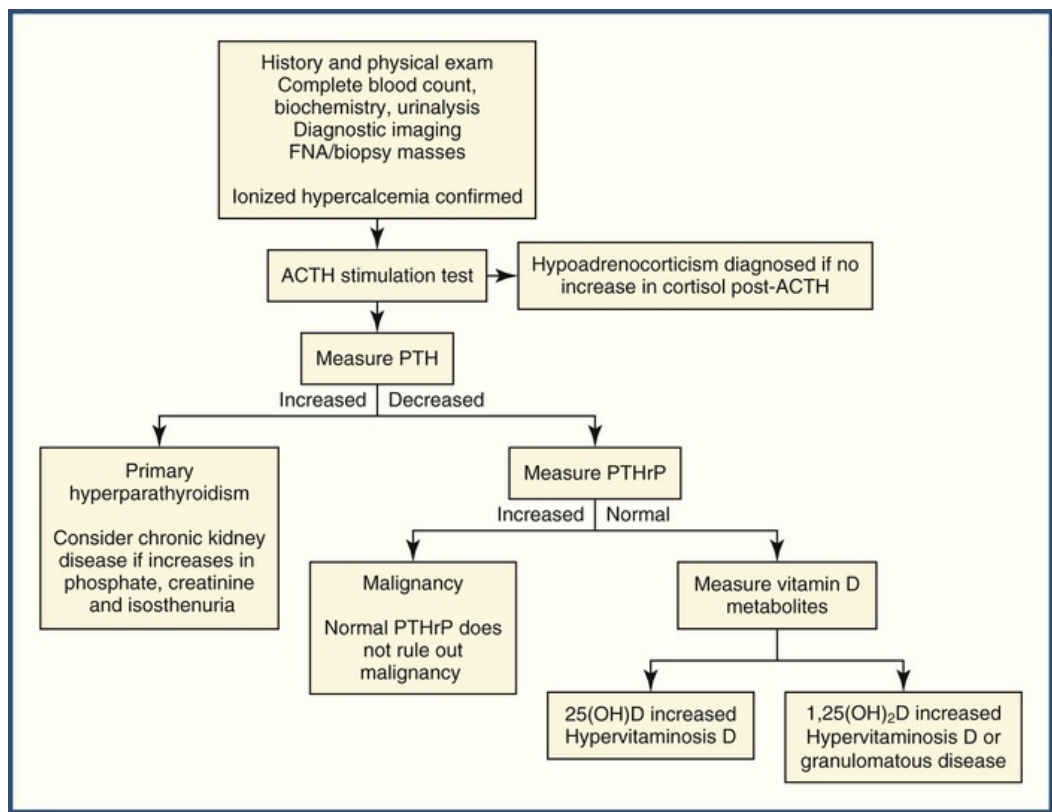 History and physical exam
Complete blood count,
biochemistry, urinalysis
Diagnostic imaging
FNA/biopsy masses
Ionized hypercalcemia confirmed
ACTH stimulation test
Hypoadrenocorticism diagnosed if no
increase in cortisol post-ACTH
Measure PTH
Increased
Decreased
Primary
hyperparathyroidism
Consider chronic kidney
disease if increases in
phosphate, creatinine
and isosthenuria
Measure PTHrP
Increased
Normal
Malignancy
Normal PTHrP does
not rule out
malignancy
Measure vitamin D
metabolites
25(OH)D increased
Hypervitaminosis D
1,25(OH)₂D increased
Hypervitaminosis D or
granulomatous disease